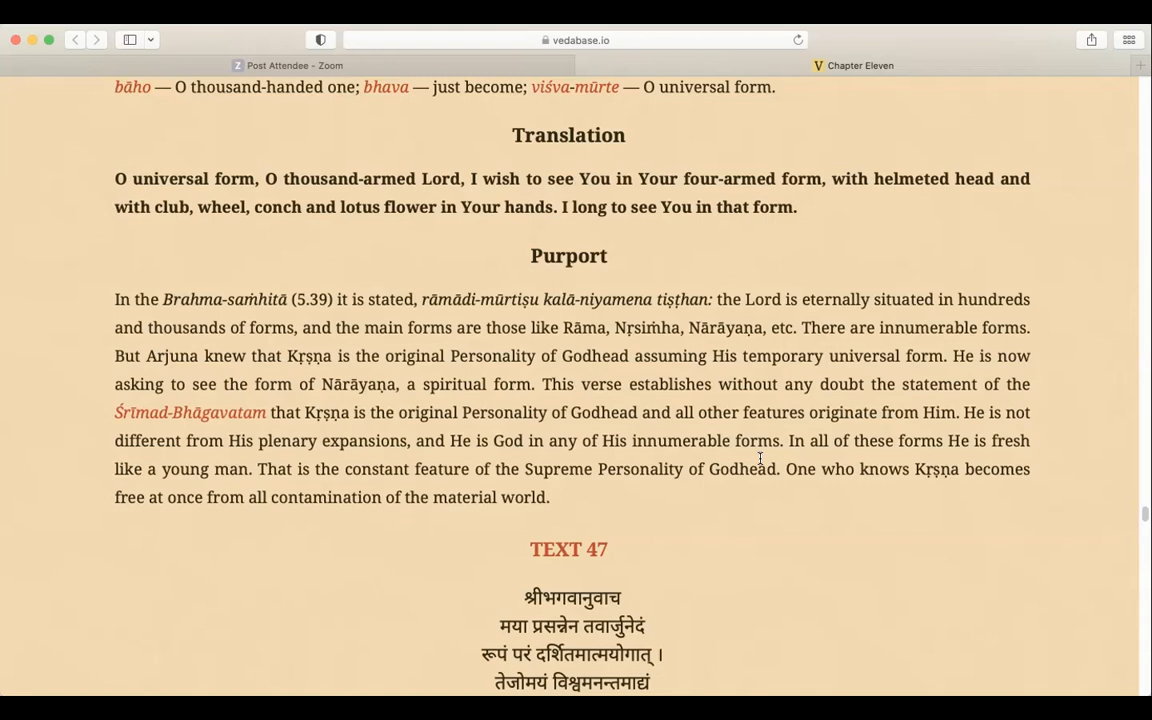 vedabase.io
Post Attendee - Zoom
Chapter Eleven
bāho — O thousand-handed one; bhava — just become; viśva-mūrte — O universal form.
Translation
O universal form, O thousand-armed Lord, I wish to see You in Your four-armed form, with helmeted head and
with club, wheel, conch and lotus flower in Your hands. I long to see You in that form.
Purport
In the Brahma-saṁhitā (5.39) it is stated, rāmādi-mūrtiṣu kalā-niyamena tiṣṭhan: the Lord is eternally situated in hundreds
and thousands of forms, and the main forms are those like Rāma, Nṛsiṁha, Nārāyaṇa, etc. There are innumerable forms.
But Arjuna knew that Kṛṣṇa is the original Personality of Godhead assuming His temporary universal form. He is now
asking to see the form of Nārāyaṇa, a spiritual form. This verse establishes without any doubt the statement of the
Śrīmad-Bhāgavatam that Kṛṣṇa is the original Personality of Godhead and all other features originate from Him. He is not
different from His plenary expansions, and He is God in any of His innumerable forms. In all of these forms He is fresh
like a young man. That is the constant feature of the Supreme Personality of Godhead. One who knows Kṛṣṇa becomes
free at once from all contamination of the material world.
TEXT 47
श्रीभगवानुवाच
मया प्रसन्नेन तवार्जुनेदं
रूपं परं दर्शितमात्मयोगात् ।
तेजोमयं विश्वमनन्तमाद्यं